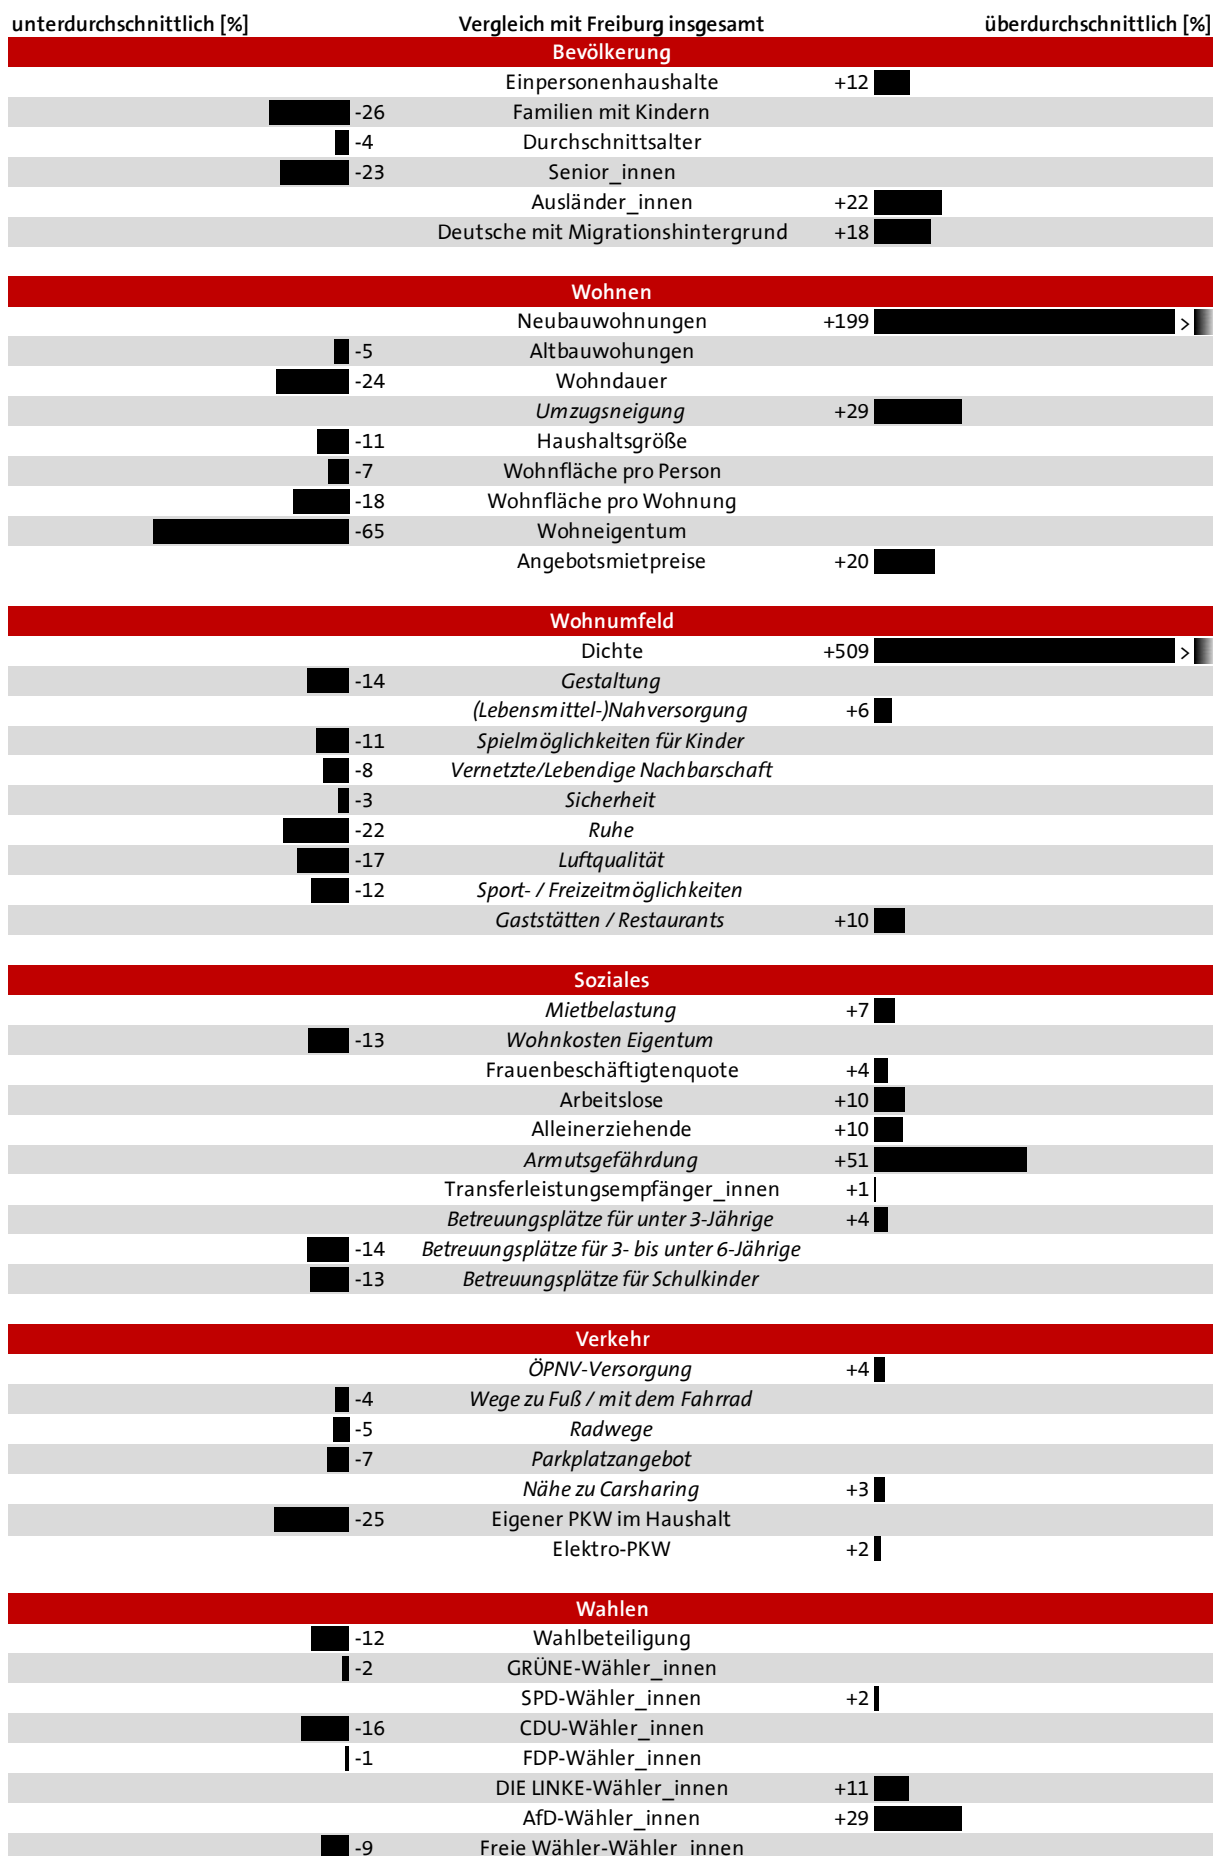 unterdurchschnittlich [%] Vergleich mit Freiburg insgesamt überdurchschnittlich [%]
Bevölkerung
Einpersonenhaushalte +12
-26 Familien mit Kindern
-4 Durchschnittsalter
-23 Senior_innen
Ausländer_innen +22
Deutsche mit Migrationshintergrund +18
Wohnen
Neubauwohnungen +199 >
-5 Altbauwohungen
-24 Wohndauer
Umzugsneigung +29
-11 Haushaltsgröße
-7 Wohnfläche pro Person
-18 Wohnfläche pro Wohnung
-65 Wohneigentum
Angebotsmietpreise +20
Wohnumfeld
Dichte +509 >
-14 Gestaltung
(Lebensmittel-)Nahversorgung +6
-11 Spielmöglichkeiten für Kinder
-8 Vernetzte/Lebendige Nachbarschaft
-3 Sicherheit
-22 Ruhe
-17 Luftqualität
-12 Sport- / Freizeitmöglichkeiten
Gaststätten / Restaurants +10
Soziales
Mietbelastung +7
-13 Wohnkosten Eigentum
Frauenbeschäftigtenquote +4
Arbeitslose +10
Alleinerziehende +10
Armutsgefährdung +51
Transferleistungsempfänger_innen +1
Betreuungsplätze für unter 3-Jährige +4
-14 Betreuungsplätze für 3- bis unter 6-Jährige
-13 Betreuungsplätze für Schulkinder
Verkehr
ÖPNV-Versorgung +4
-4 Wege zu Fuß / mit dem Fahrrad
-5 Radwege
-7 Parkplatzangebot
Nähe zu Carsharing +3
-25 Eigener PKW im Haushalt
Elektro-PKW +2
Wahlen
-12 Wahlbeteiligung
-2 GRÜNE-Wähler_innen
SPD-Wähler_innen +2
-16 CDU-Wähler_innen
-1 FDP-Wähler_innen
DIE LINKE-Wähler_innen +11
AfD-Wähler_innen +29
-9 Freie Wähler-Wähler_innen